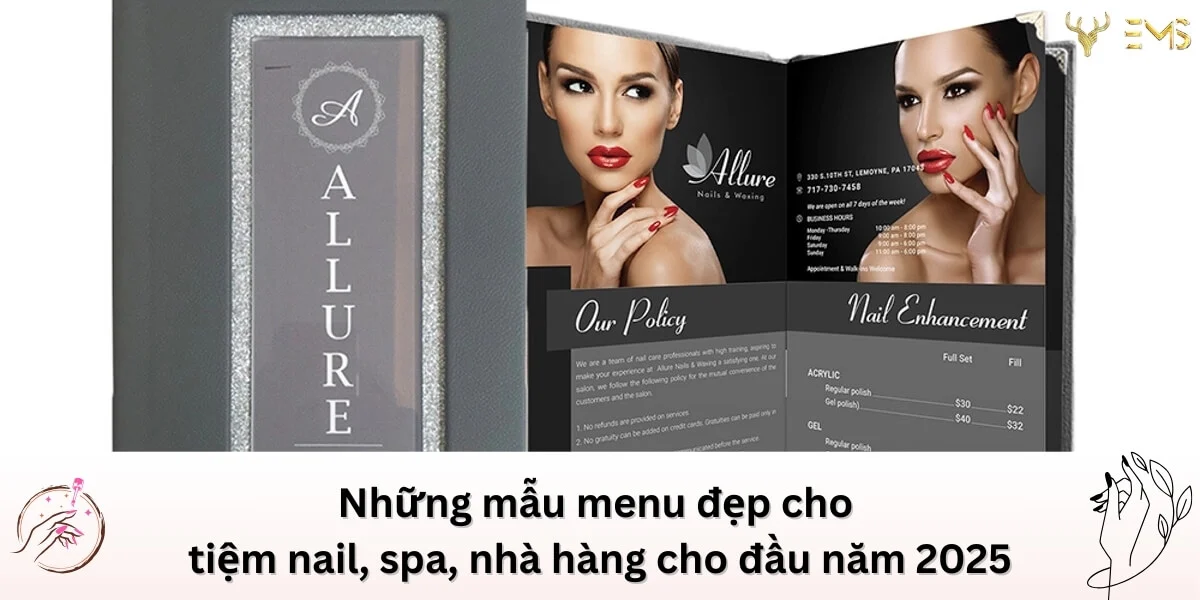 A
ALLURE
Allure
Nails & Waxing
Our Policy
We are a team of nail care professionals with high training, aspiring to
make your experience at Allure Nails & Waxing a satisfying one. At our
salon, we follow the following policy for the mutual convenience of the
customers and the salon.
1. No refunds are provided on services.
2. No gratuity can be added on credit cards. Gratuities can be paid only in
communicated before the service.
330 S.10TH ST, LEMOYNE, PA 17043
717-730-7458
We are open on all 7 days of the week!
BUSINESS HOURS
Monday -Thursday 10:00 am - 8:00 pm
Friday 9:00 am - 8:00 pm
Saturday 9:00 am - 6:00 pm
Sunday 11:00 am - 6:00 pm
Appointment & Walk-ins Welcome
Nail Enhancement
Full Set Fill
ACRYLIC
Regular polish $30 $22
Gel polish) $40 $32
GEL
Regular polish
EMS
Những mẫu menu đẹp cho
tiệm nail, spa, nhà hàng cho đầu năm 2025